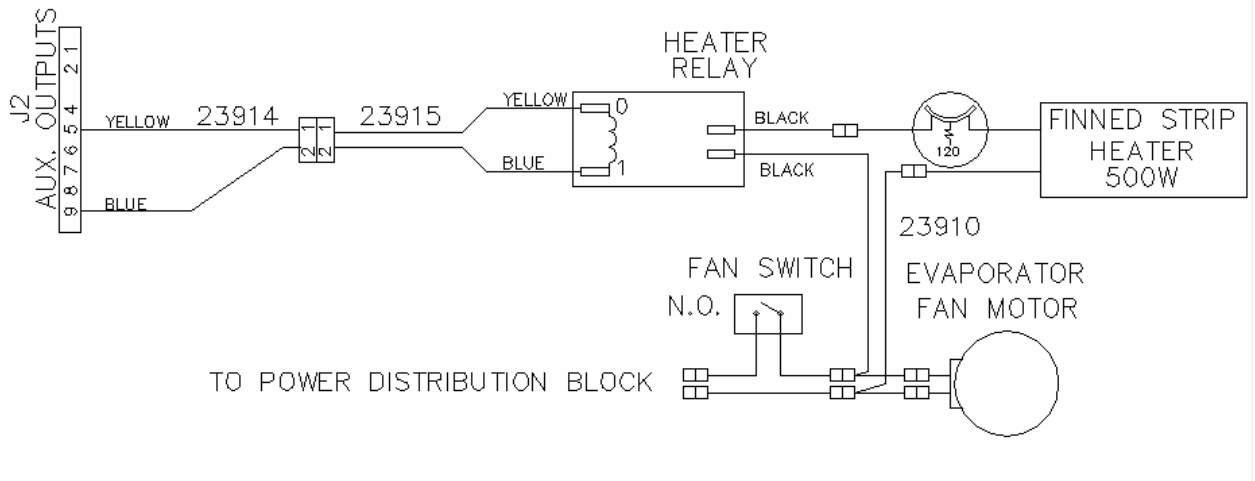 J2
AUX. OUTPUTS
1
2
4
5
6
7
8
9
YELLOW
23914
BLUE
1
2
1
2
23915
YELLOW
BLUE
HEATER
RELAY
0
1
BLACK
BLACK
120
FINNED STRIP
HEATER
500W
23910
FAN SWITCH
N.O.
EVAPORATOR
FAN MOTOR
TO POWER DISTRIBUTION BLOCK